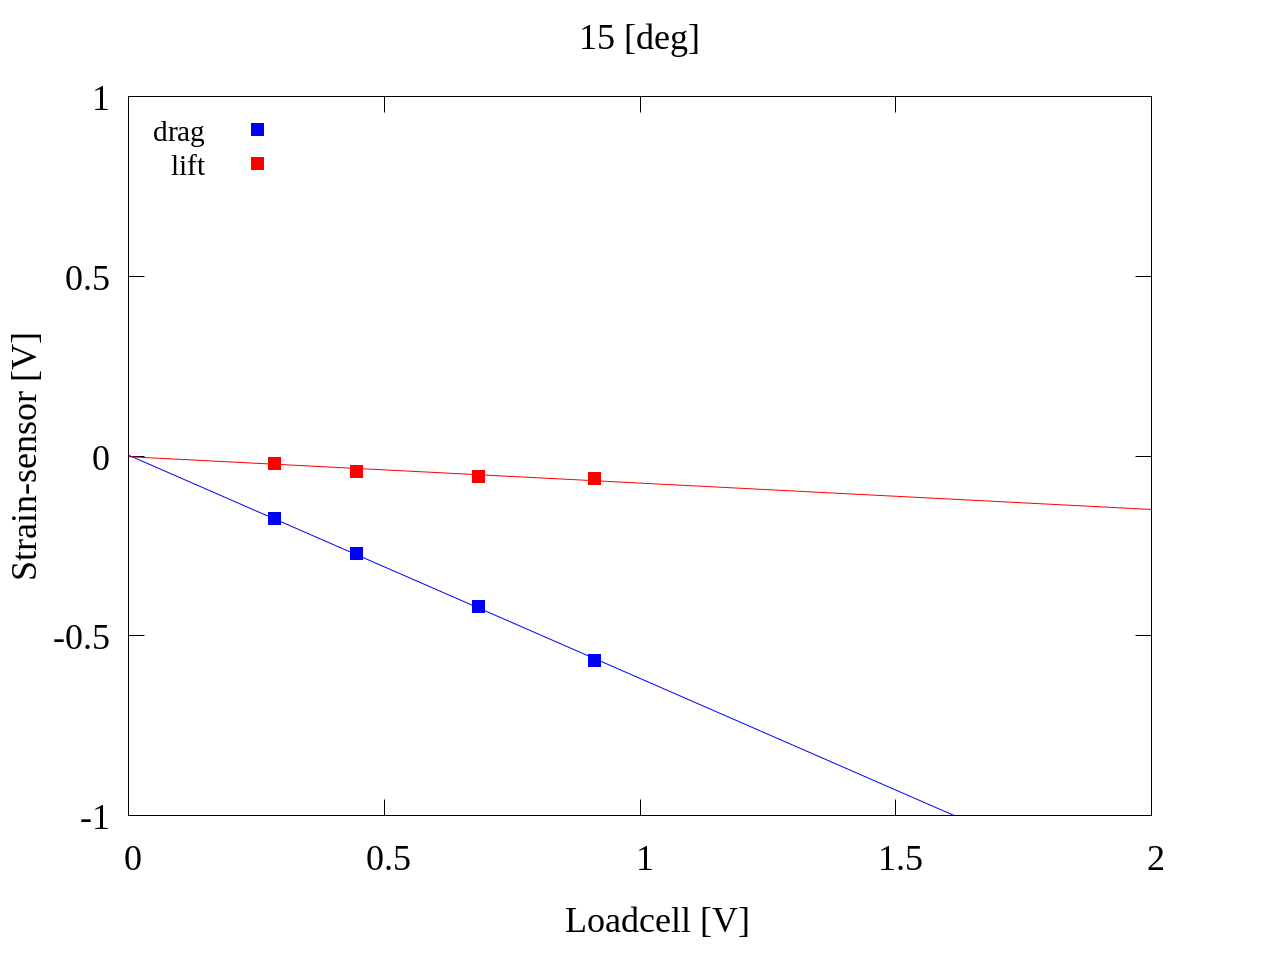 15 [deg]
drag
lift
1
0.5
0
-0.5
-1
Strain-sensor [V]
0 0.5 1 1.5 2
Loadcell [V]